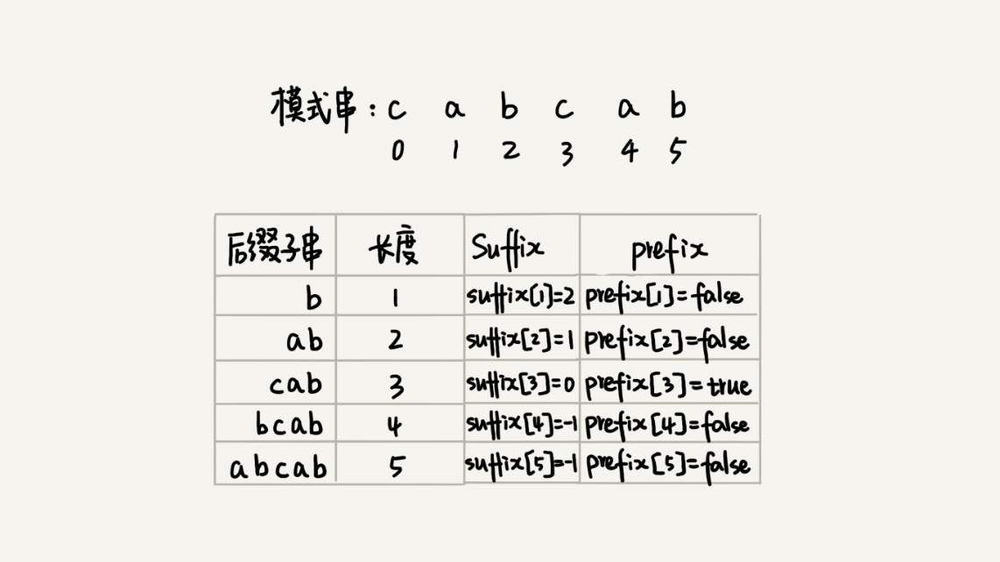 模式串: c a b c a b
0 1 2 3 4 5
后缀子串 长度 Suffix prefix
b 1 suffix[1]=2 prefix[1]=false
ab 2 suffix[2]=1 prefix[2]=false
cab 3 suffix[3]=0 prefix[3]=true
bcab 4 suffix[4]=-1 prefix[4]=false
abcab 5 suffix[5]=-1 prefix[5]=false